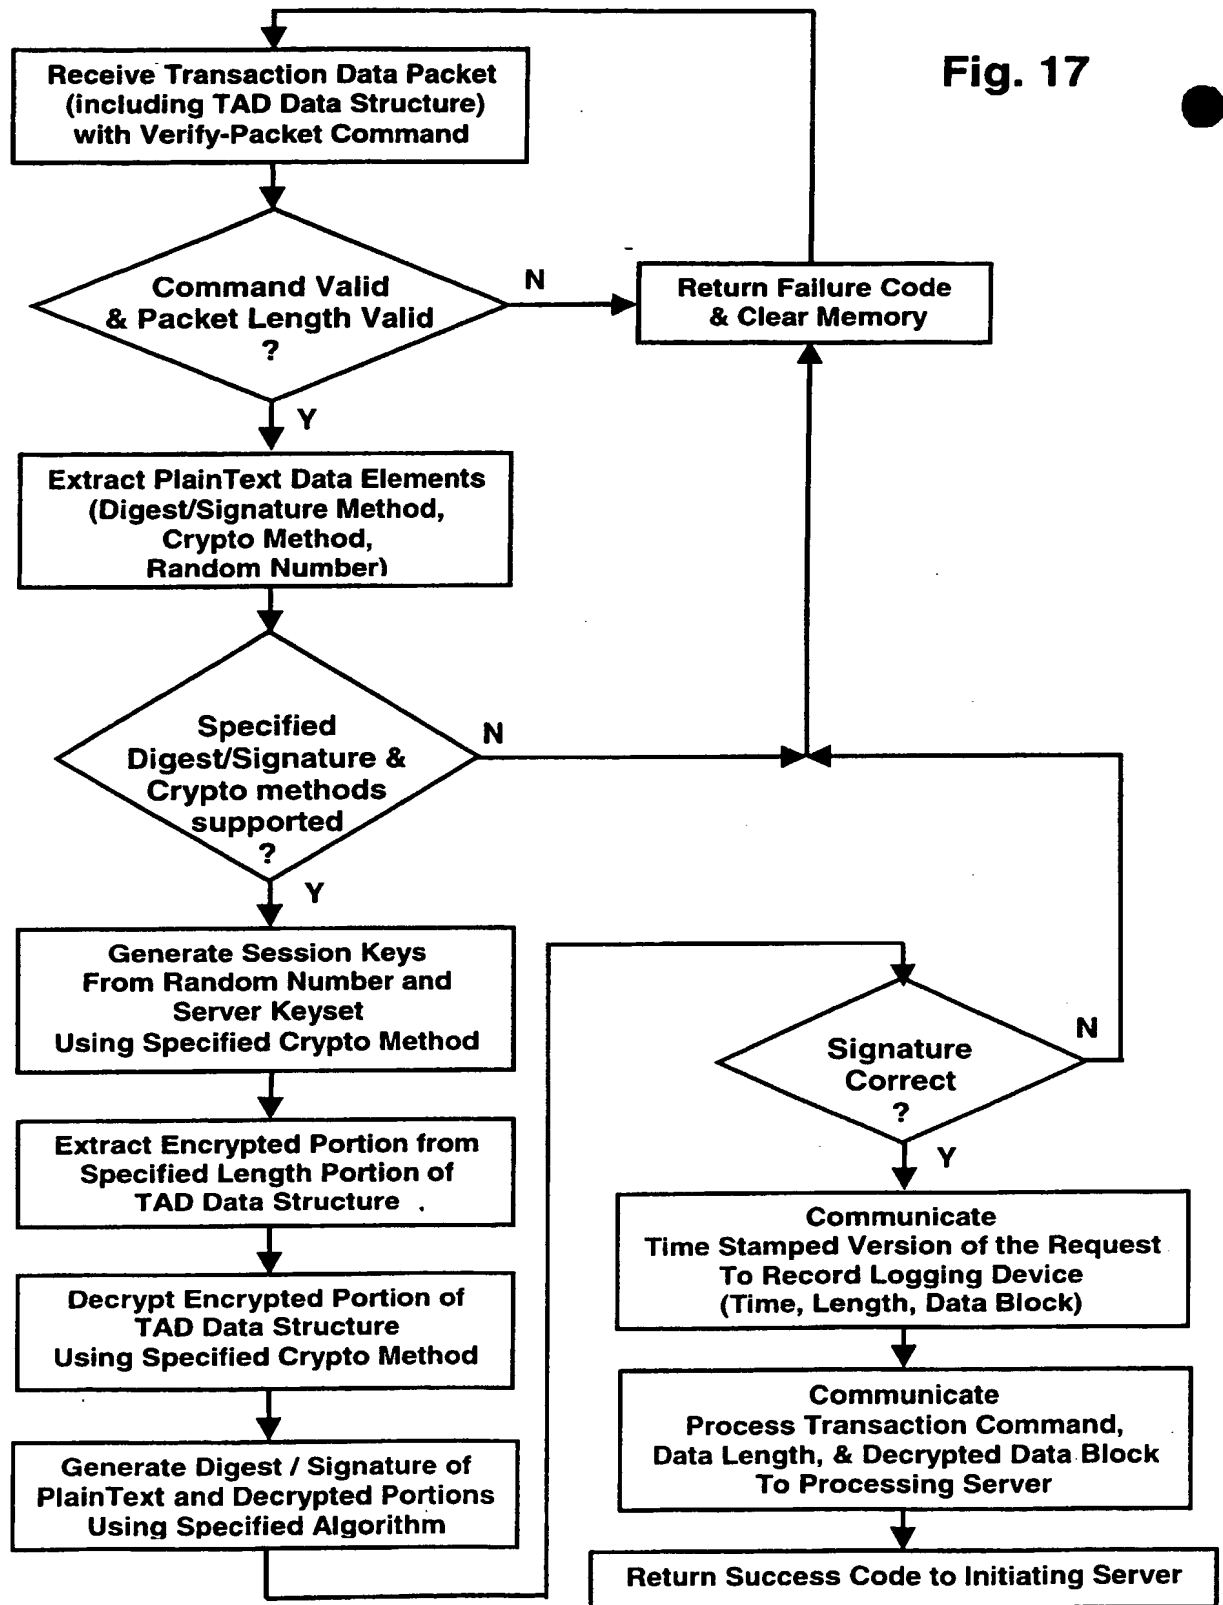 Fig. 17
Receive Transaction Data Packet
(including TAD Data Structure)
with Verify-Packet Command
Command Valid
& Packet Length Valid
?
N
Return Failure Code
& Clear Memory
Y
Extract PlainText Data Elements
(Digest/Signature Method,
Crypto Method,
Random Number)
Specified
Digest/Signature &
Crypto methods
supported
?
N
Y
Generate Session Keys
From Random Number and
Server Keyset
Using Specified Crypto Method
Extract Encrypted Portion from
Specified Length Portion of
TAD Data Structure
Decrypt Encrypted Portion of
TAD Data Structure
Using Specified Crypto Method
Generate Digest / Signature of
PlainText and Decrypted Portions
Using Specified Algorithm
Signature
Correct
?
N
Y
Communicate
Time Stamped Version of the Request
To Record Logging Device
(Time, Length, Data Block)
Communicate
Process Transaction Command,
Data Length, & Decrypted Data Block
To Processing Server
Return Success Code to Initiating Server